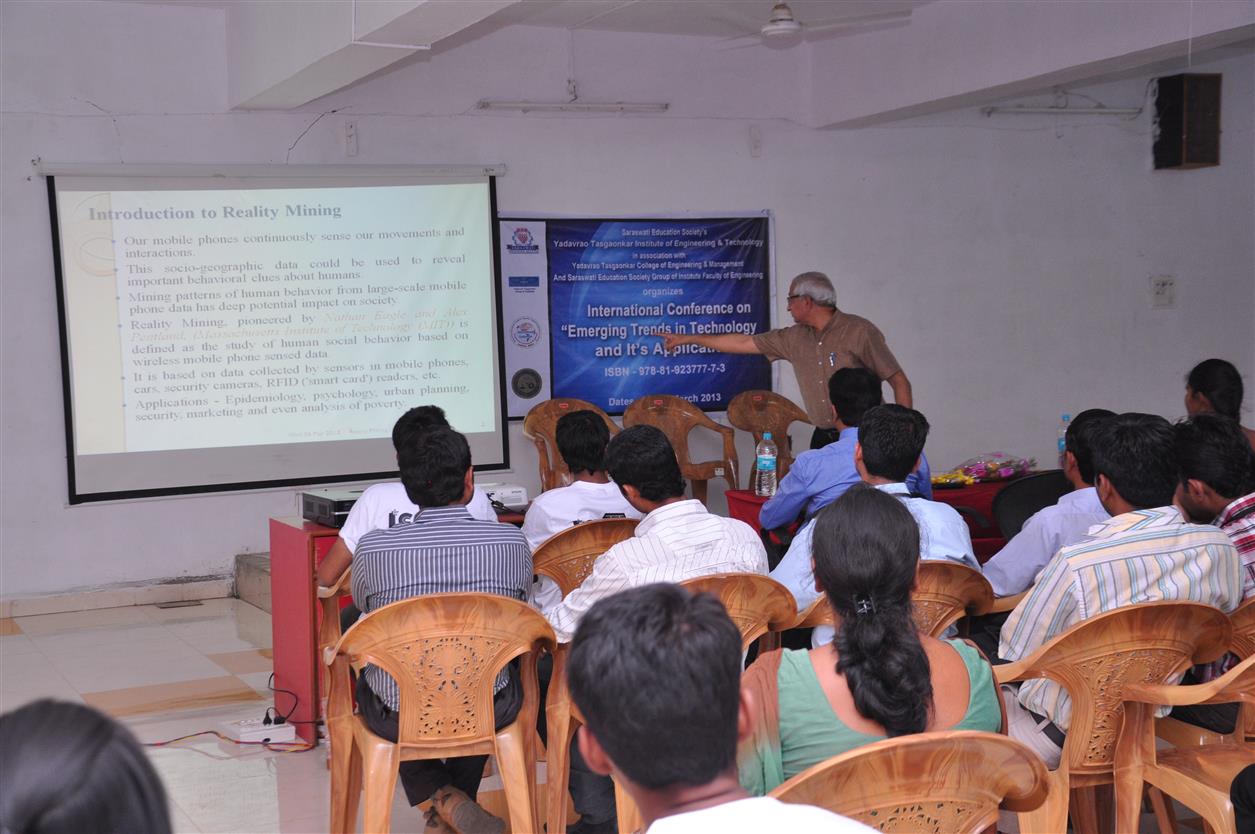 Introduction to Reality Mining
Our mobile phones continuously sense our movements and
interactions.
This socio-geographic data could be used to reveal
important behavioral clues about humans.
Mining patterns of human behavior from large-scale mobile
phone data has deep potential impact on society.
Reality Mining, pioneered by Nathan Eagle and Alex
Pentland, (Massachusetts Institute of Technology (MIT)) is
defined as the study of human social behavior based on
wireless mobile phone sensed data.
It is based on data collected by sensors in mobile phones,
cars, security cameras, RFID ('smart card') readers, etc.
Applications - Epidemiology, psychology, urban planning,
security, marketing and even analysis of poverty.
Saraswati Education Society's
Yadavrao Tasgaonkar Institute of Engineering & Technology
in association with
Yadavrao Tasgaonkar College of Engineering & Management
And Saraswati Education Society Group of Institute Faculty of Engineering
organizes
International Conference on
"Emerging Trends in Technology
and It's
ISBN - 978-81-923777-7-3
March 2013